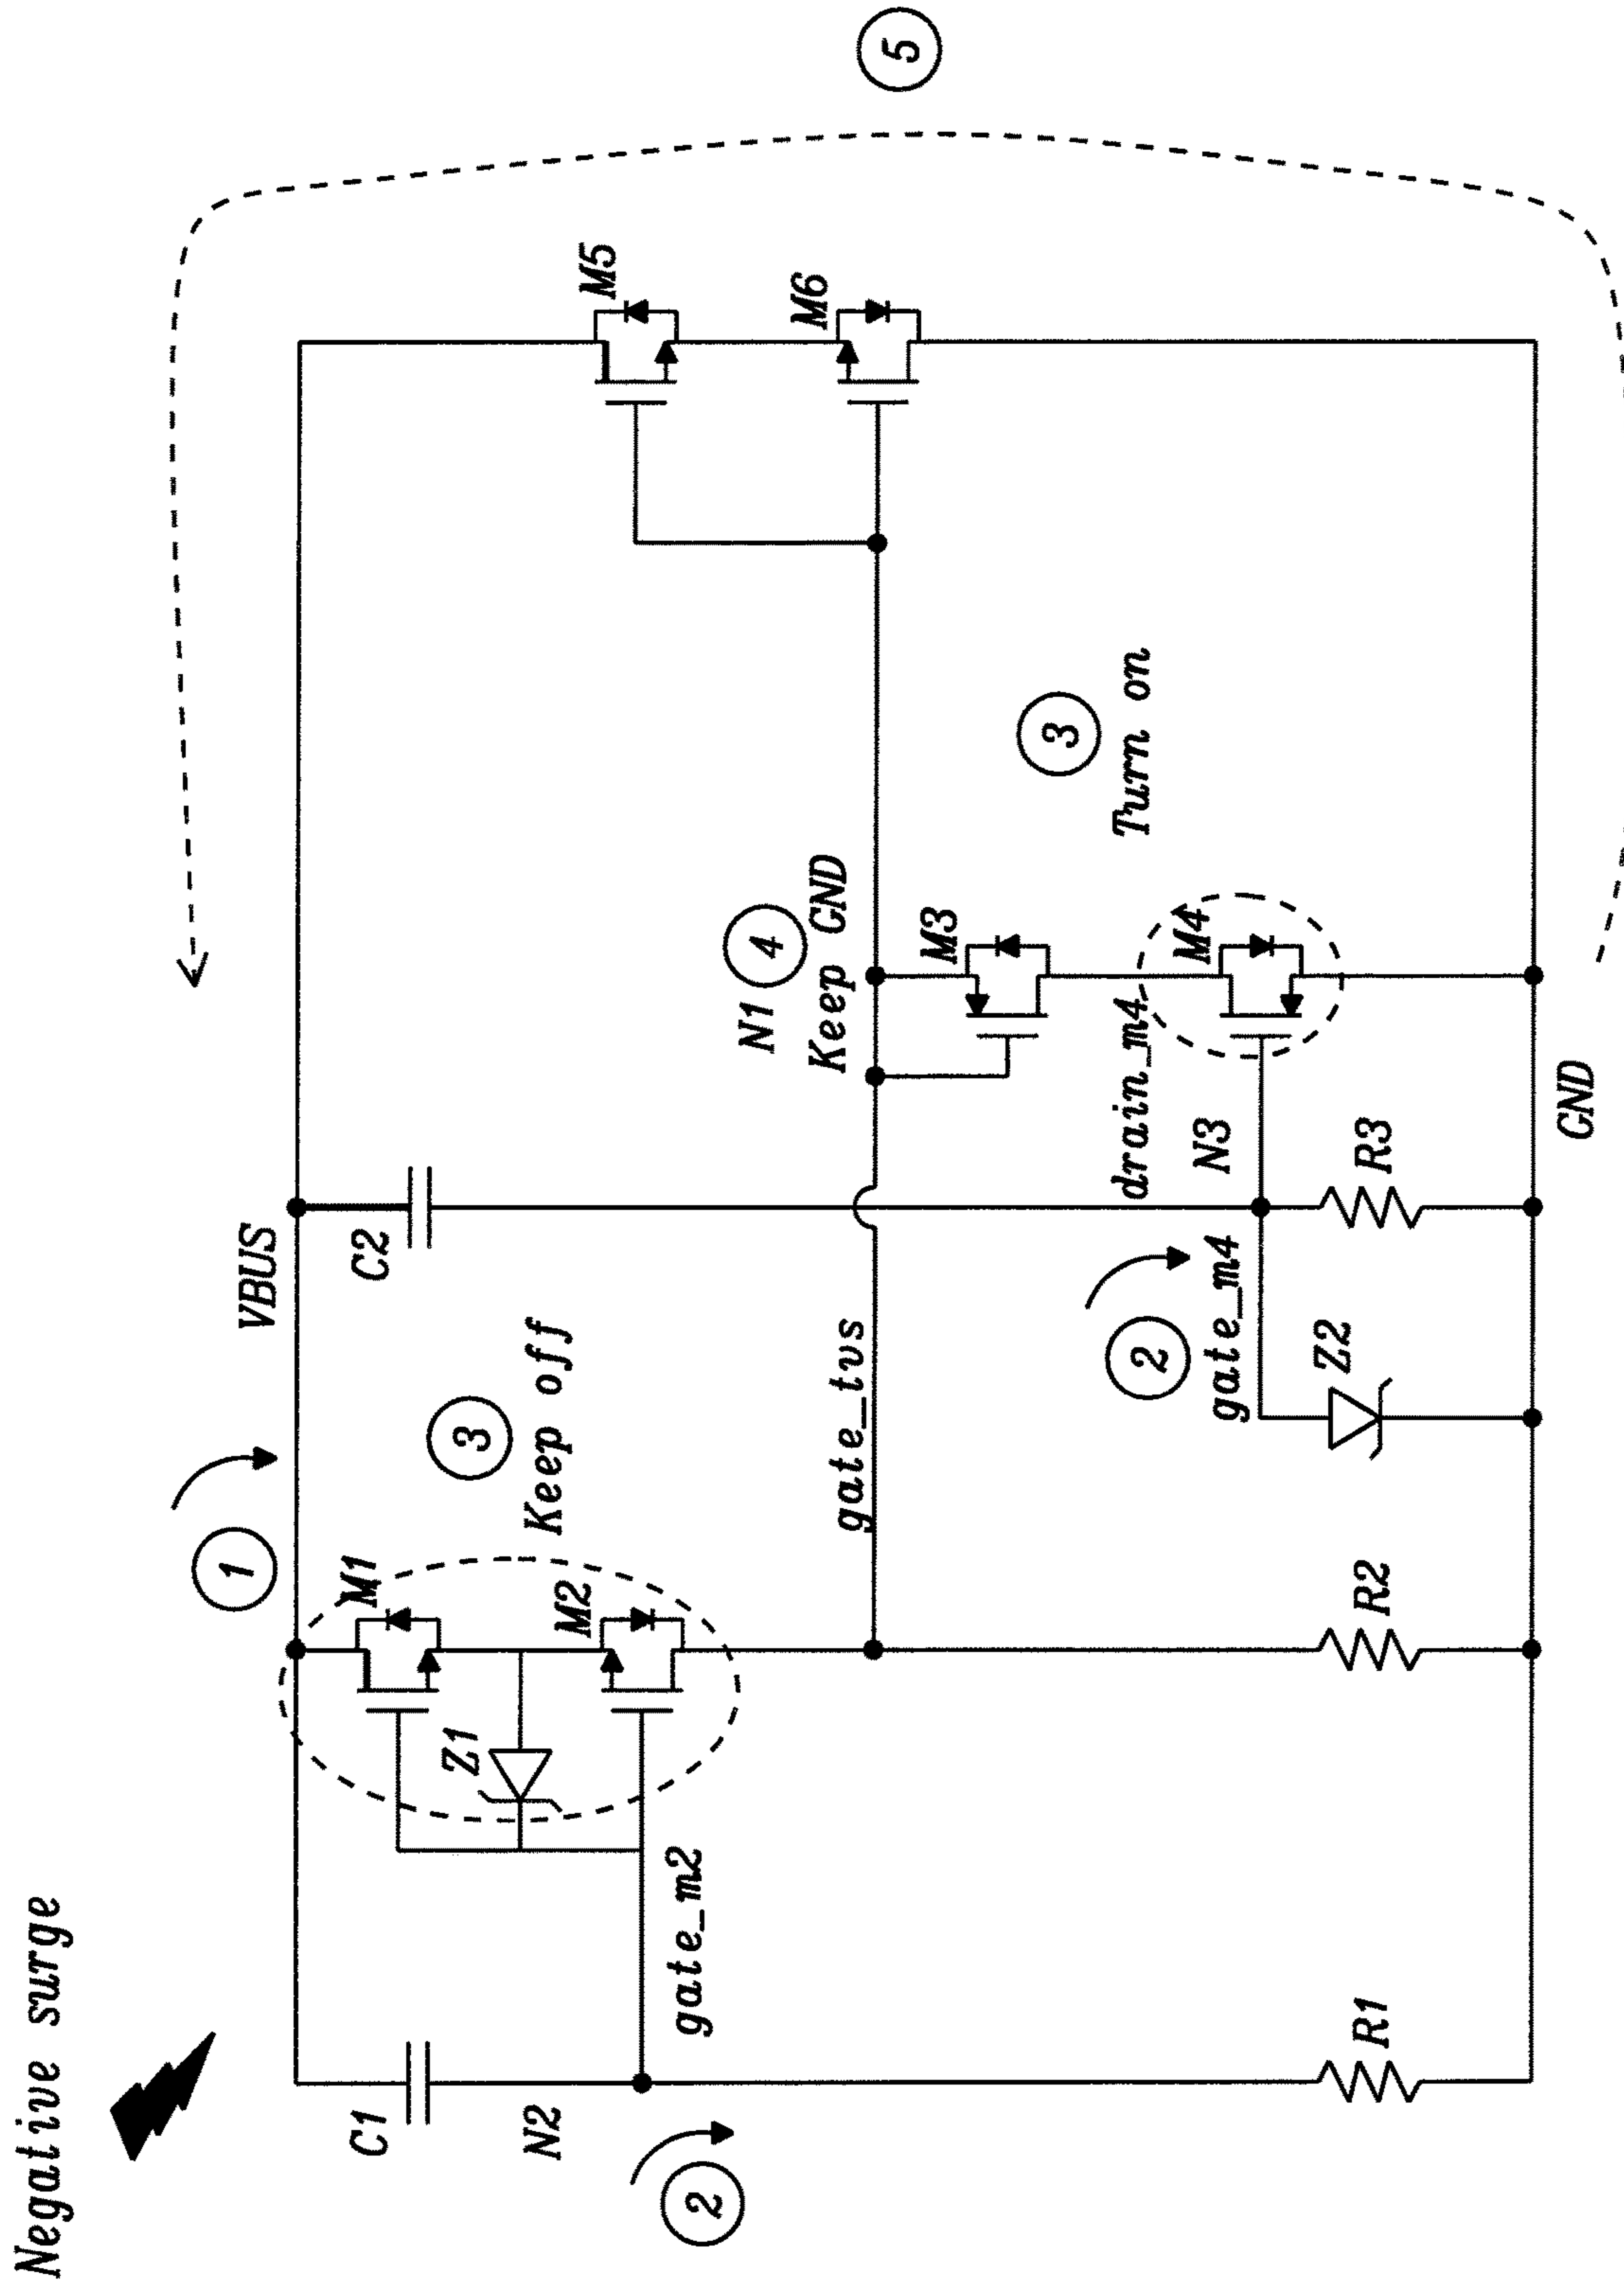 Negative surge
1
VBUS
5
C1
M1
3
Keep off
C2
Z1
M2
N2
2
gate_m2
gate_tvs
N1
4
Keep GND
M5
M6
M3
3
Turn on
drain_m4
M4
2
gate_m4
N3
R1
R2
Z2
R3
GND